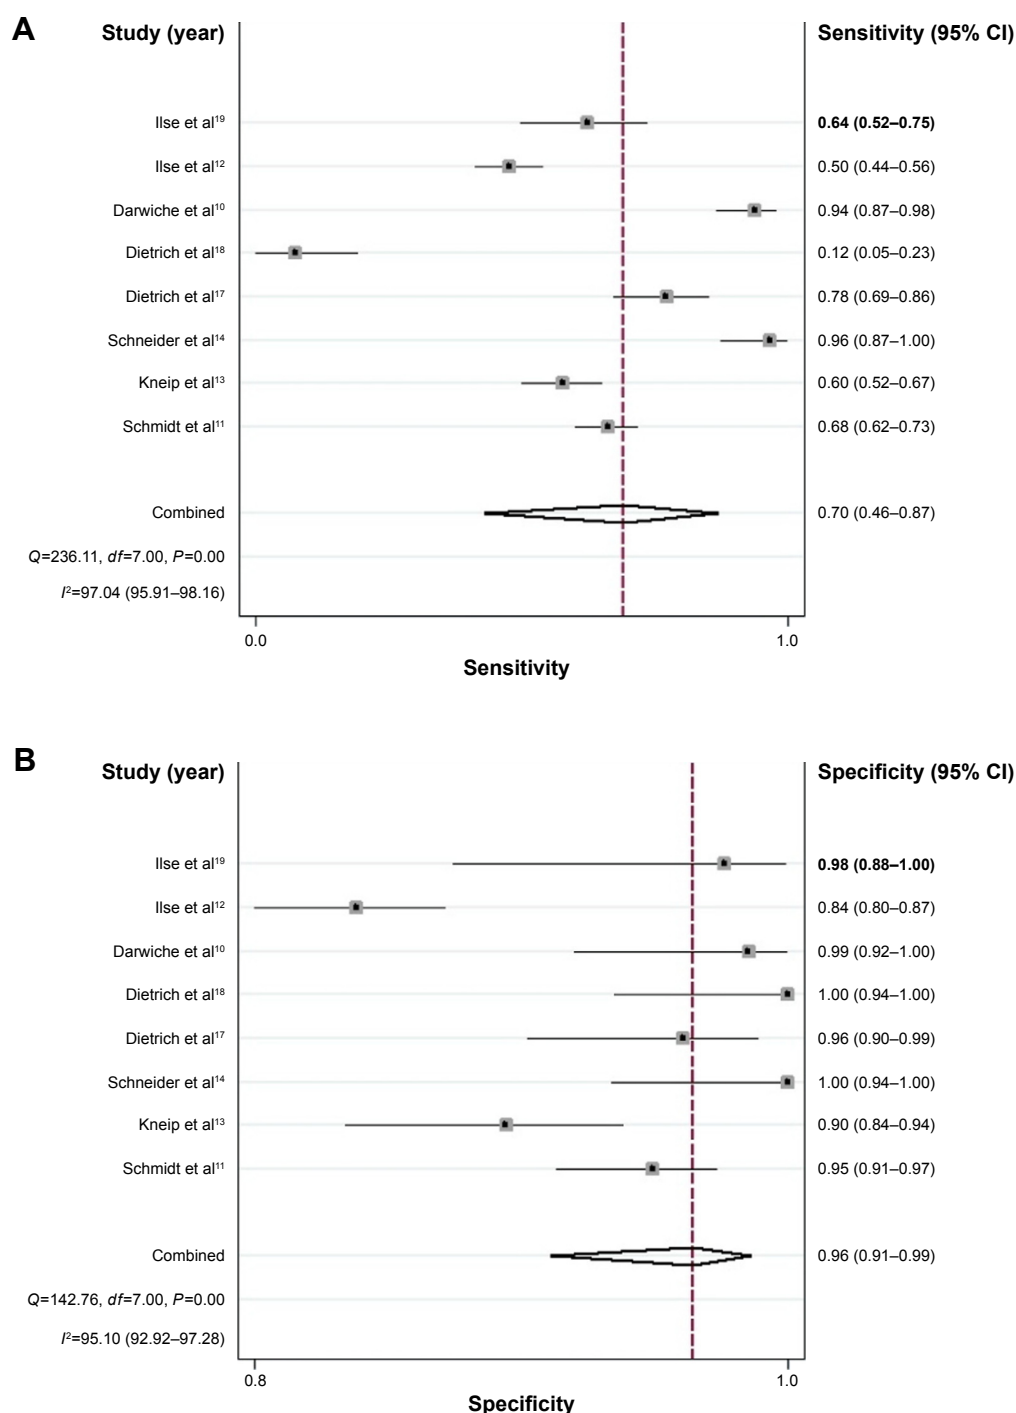 A
Study (year) Sensitivity (95% CI)
Ilse et al19 0.64 (0.52–0.75)
Ilse et al12 0.50 (0.44–0.56)
Darwiche et al10 0.94 (0.87–0.98)
Dietrich et al18 0.12 (0.05–0.23)
Dietrich et al17 0.78 (0.69–0.86)
Schneider et al14 0.96 (0.87–1.00)
Kneip et al13 0.60 (0.52–0.67)
Schmidt et al11 0.68 (0.62–0.73)
Combined 0.70 (0.46–0.87)
Q=236.11, df=7.00, P=0.00
I2=97.04 (95.91–98.16)
0.0 1.0
Sensitivity
B
Study (year) Specificity (95% CI)
Ilse et al19 0.98 (0.88–1.00)
Ilse et al12 0.84 (0.80–0.87)
Darwiche et al10 0.99 (0.92–1.00)
Dietrich et al18 1.00 (0.94–1.00)
Dietrich et al17 0.96 (0.90–0.99)
Schneider et al14 1.00 (0.94–1.00)
Kneip et al13 0.90 (0.84–0.94)
Schmidt et al11 0.95 (0.91–0.97)
Combined 0.96 (0.91–0.99)
Q=142.76, df=7.00, P=0.00
I2=95.10 (92.92–97.28)
0.8 1.0
Specificity